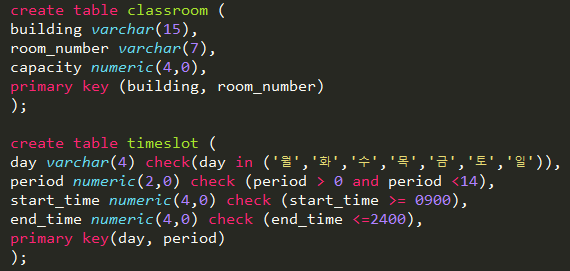 create table classroom (
building varchar(15),
room_number varchar(7),
capacity numeric(4,0),
primary key (building, room_number)
);

create table timeslot (
day varchar(4) check(day in ('월','화','수','목','금','토','일')),
period numeric(2,0) check (period > 0 and period <14),
start_time numeric(4,0) check (start_time >= 0900),
end_time numeric(4,0) check (end_time <=2400),
primary key(day, period)
);